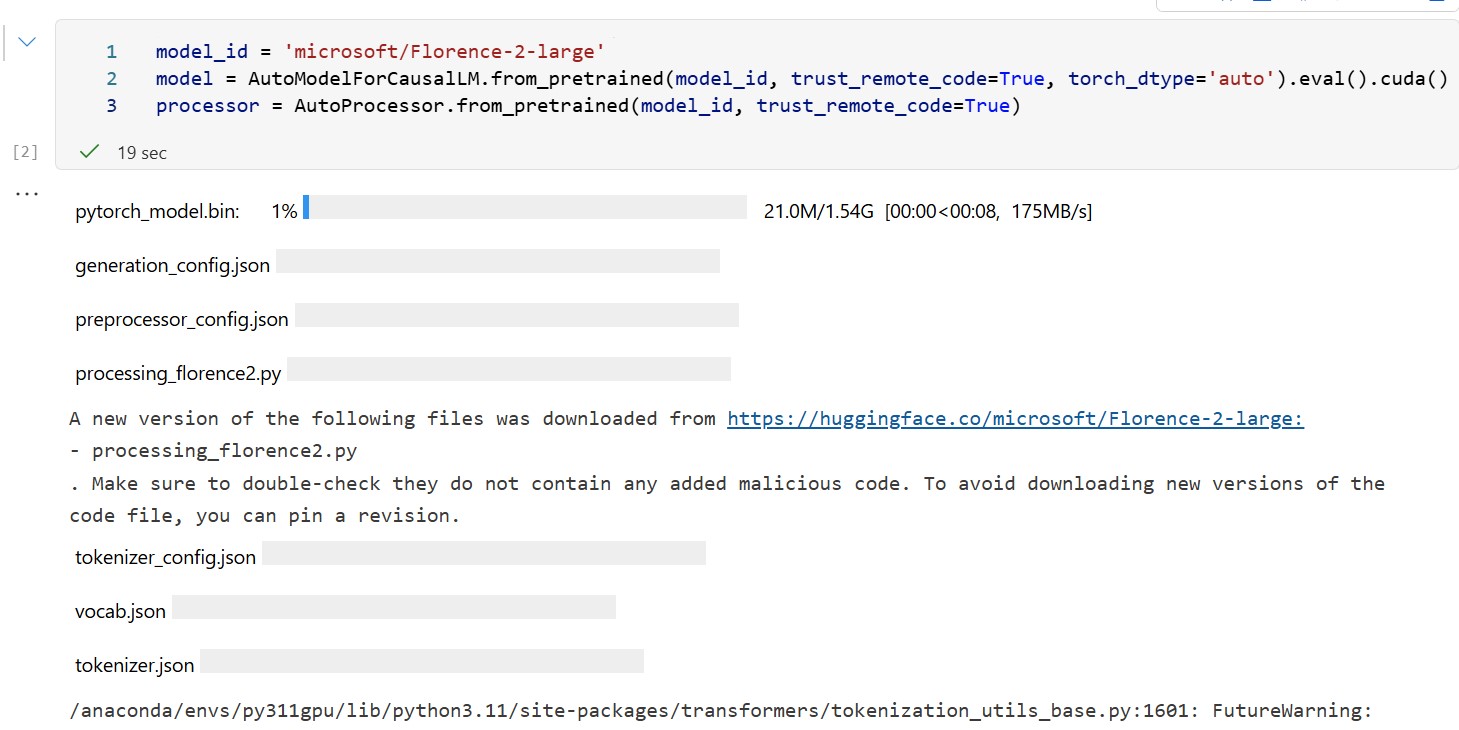 1 model_id = 'microsoft/Florence-2-large'
2 model = AutoModelForCausalLM.from_pretrained(model_id, trust_remote_code=True, torch_dtype='auto').eval().cuda()
3 processor = AutoProcessor.from_pretrained(model_id, trust_remote_code=True)
[2] 19 sec
...
pytorch_model.bin: 1% 21.0M/1.54G [00:00<00:08, 175MB/s]
generation_config.json
preprocessor_config.json
processing_florence2.py
A new version of the following files was downloaded from https://huggingface.co/microsoft/Florence-2-large:
- processing_florence2.py
. Make sure to double-check they do not contain any added malicious code. To avoid downloading new versions of the
code file, you can pin a revision.
tokenizer_config.json
vocab.json
tokenizer.json
/anaconda/envs/py311gpu/lib/python3.11/site-packages/transformers/tokenization_utils_base.py:1601: FutureWarning: